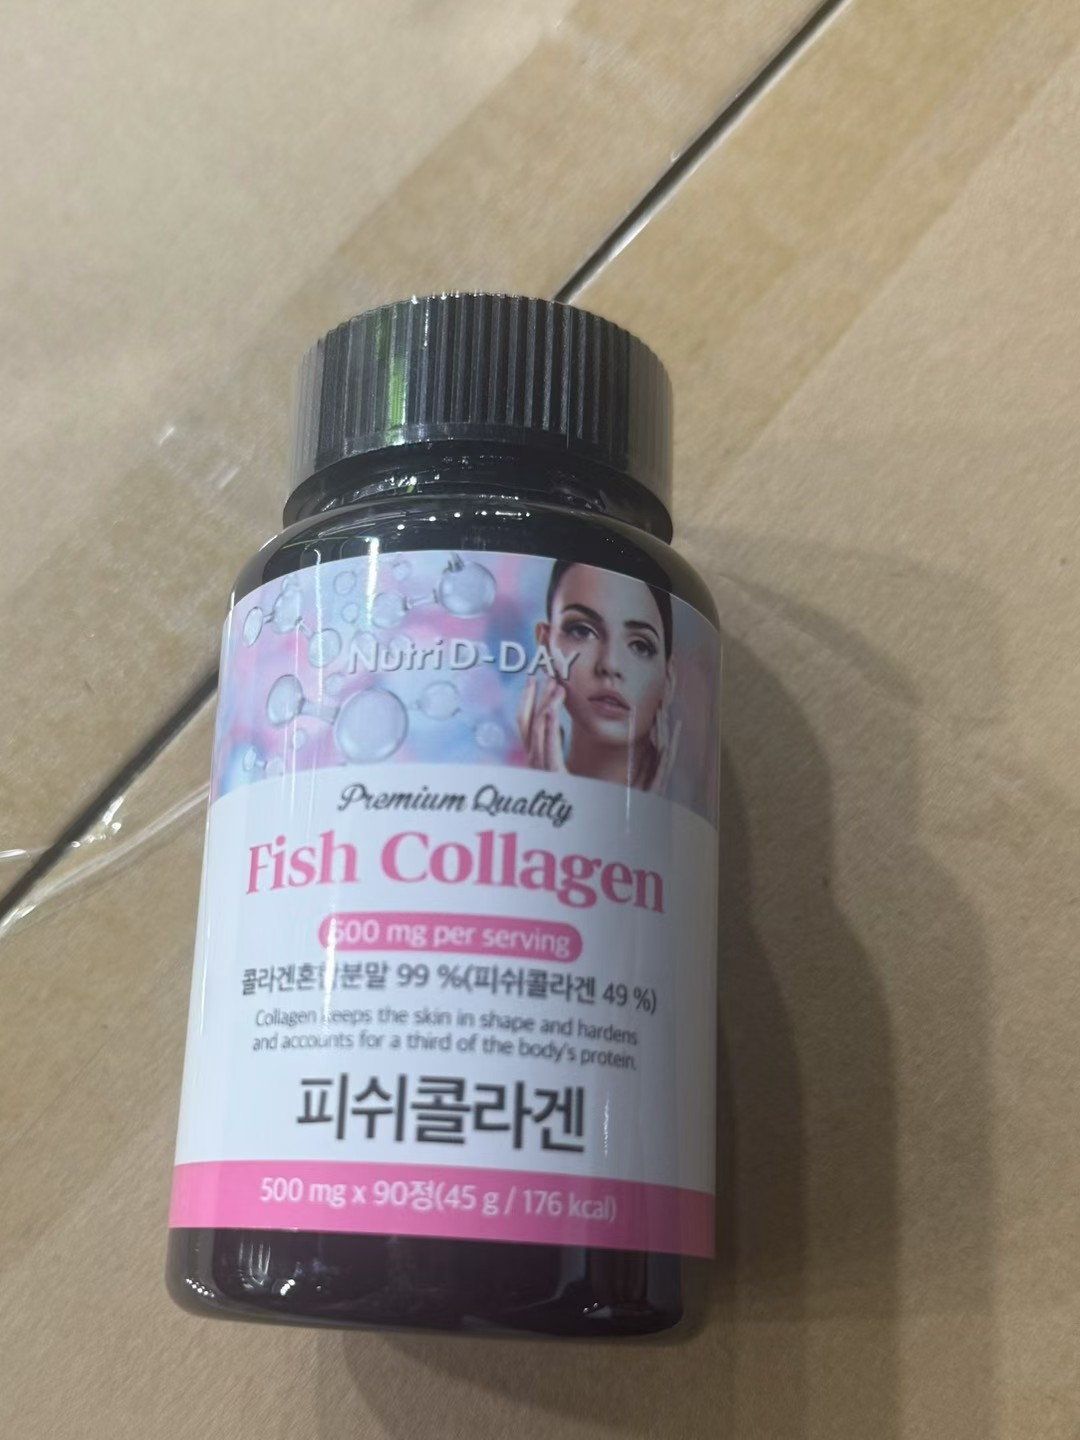 Nutri D-DAY
Premium Quality
Fish Collagen
500 mg per serving
콜라겐혼합분말 99 %(피쉬콜라겐 49 %)
Collagen keeps the skin in shape and hardens
and accounts for a third of the body's protein.
피쉬콜라겐
500 mg x 90정(45 g / 176 kcal)